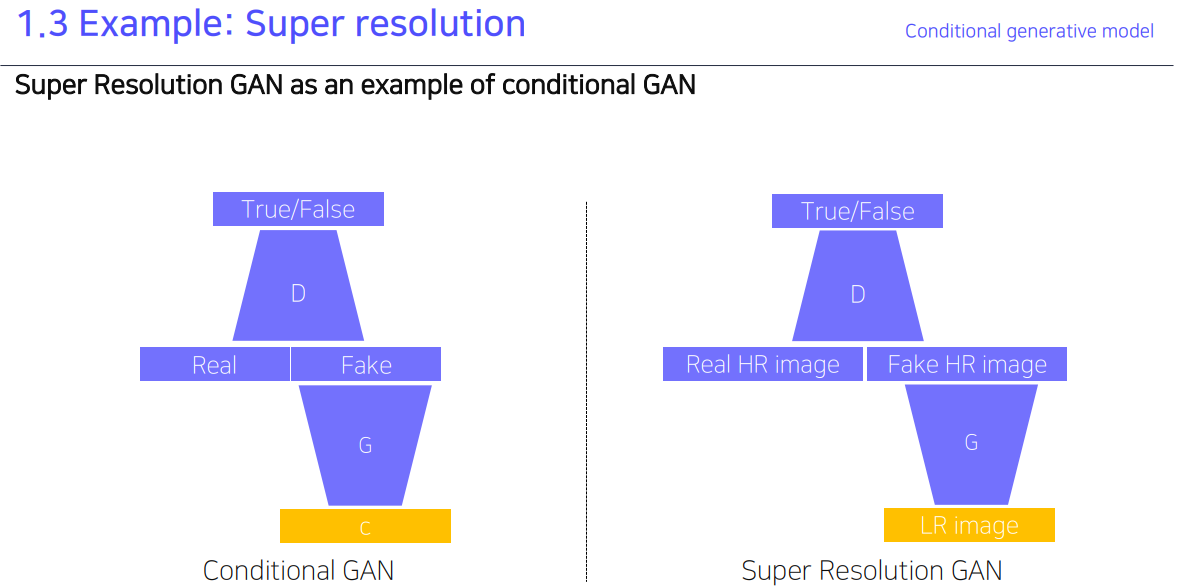 1.3 Example: Super resolution
Conditional generative model
Super Resolution GAN as an example of conditional GAN
True/False
D
Real
Fake
G
c
Conditional GAN
True/False
D
Real HR image
Fake HR image
G
LR image
Super Resolution GAN